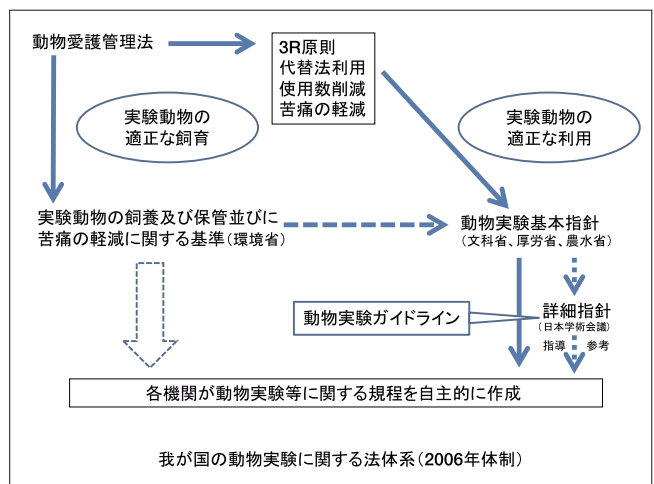 動物愛護管理法
3R原則
代替法利用
使用数削減
苦痛の軽減
実験動物の
適正な飼育
実験動物の
適正な利用
実験動物の飼養及び保管並びに
苦痛の軽減に関する基準（環境省）
動物実験基本指針
（文科省、厚労省、農水省）
動物実験ガイドライン
詳細指針
（日本学術会議）
指導 参考
各機関が動物実験等に関する規程を自主的に作成
我が国の動物実験に関する法体系（2006年体制）